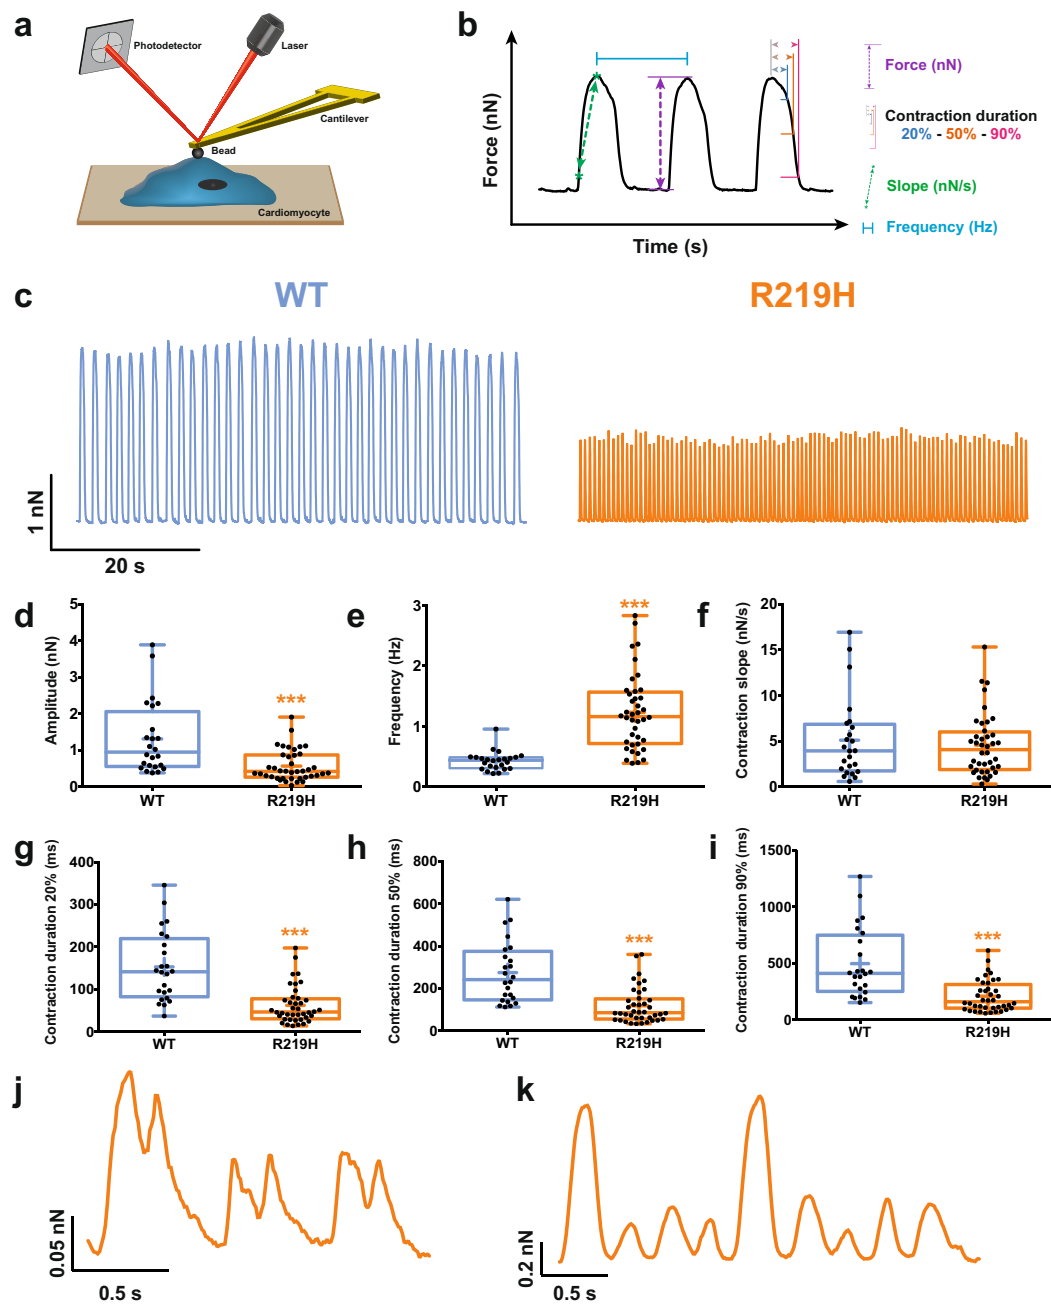 a
Photodetector
Laser
Cantilever
Bead
Cardiomyocyte
b
Force (nN)
Time (s)
Force (nN)
Contraction duration
20% - 50% - 90%
Slope (nN/s)
Frequency (Hz)
c
WT
R219H
1 nN
20 s
d
Amplitude (nN)
5
4
3
2
1
0
WT
R219H
***
e
Frequency (Hz)
3
2
1
0
WT
R219H
***
f
Contraction slope (nN/s)
20
15
10
5
0
WT
R219H
g
Contraction duration 20% (ms)
400
300
200
100
0
WT
R219H
***
h
Contraction duration 50% (ms)
800
600
400
200
0
WT
R219H
***
i
Contraction duration 90% (ms)
1500
1000
500
0
WT
R219H
***
j
0.05 nN
0.5 s
k
0.2 nN
0.5 s